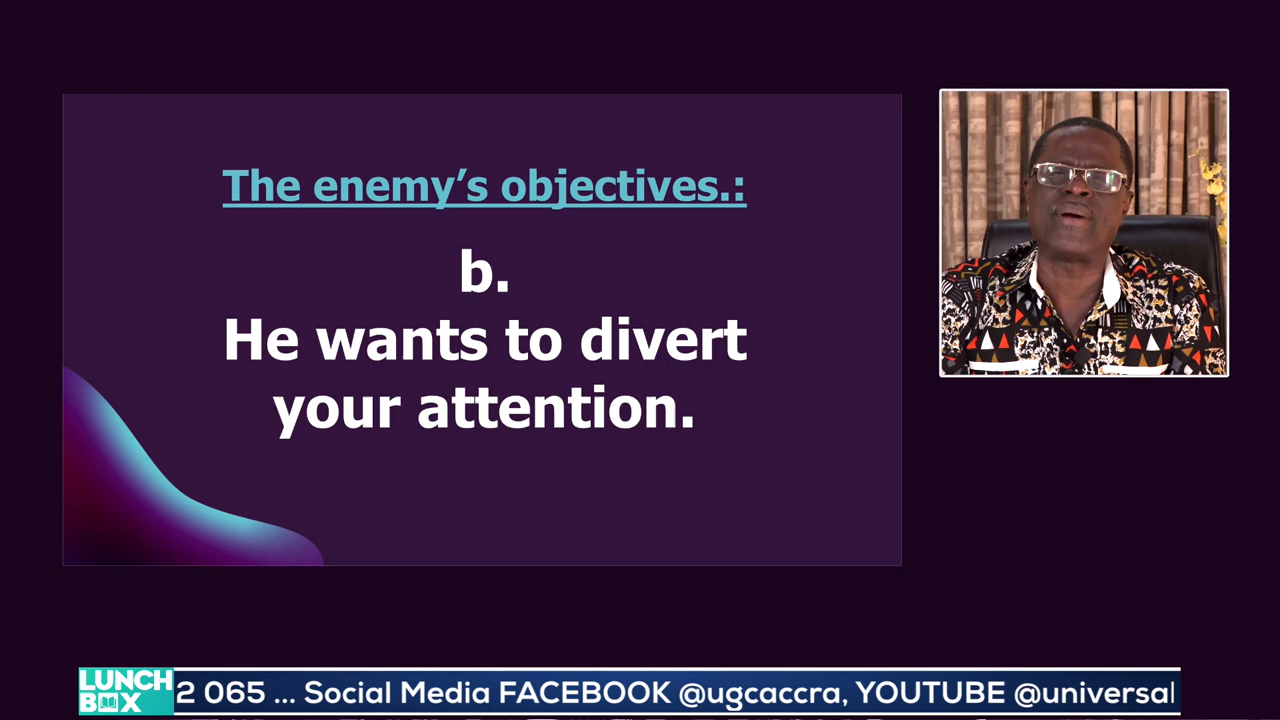 The enemy’s objectives.:
b.
He wants to divert
your attention.
LUNCH
BOX
2 065 ... Social Media FACEBOOK @ugcaccra, YOUTUBE @universal